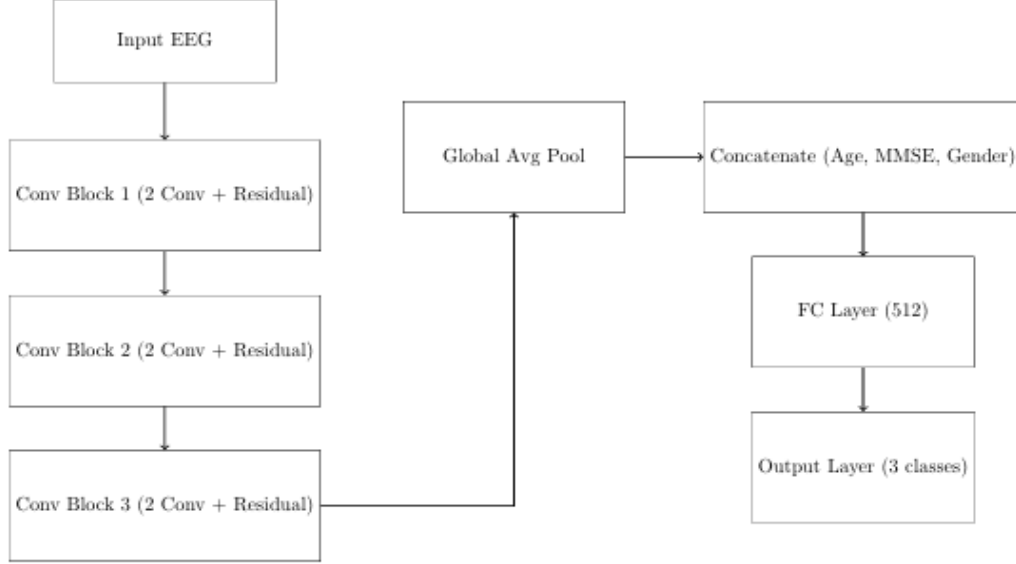 Input EEG
Conv Block 1 (2 Conv + Residual)
Conv Block 2 (2 Conv + Residual)
Conv Block 3 (2 Conv + Residual)
Global Avg Pool
Concatenate (Age, MMSE, Gender)
FC Layer (512)
Output Layer (3 classes)